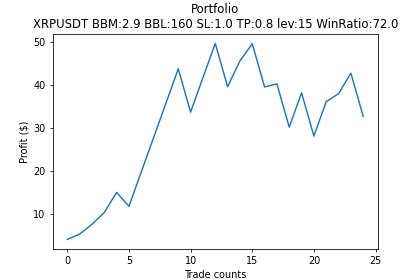 Portfolio
XRPUSDT BBM:2.9 BBL:160 SL:1.0 TP:0.8 lev:15 WinRatio:72.0
50
40
30
20
10
Profit ($)
0 5 10 15 20 25
Trade counts